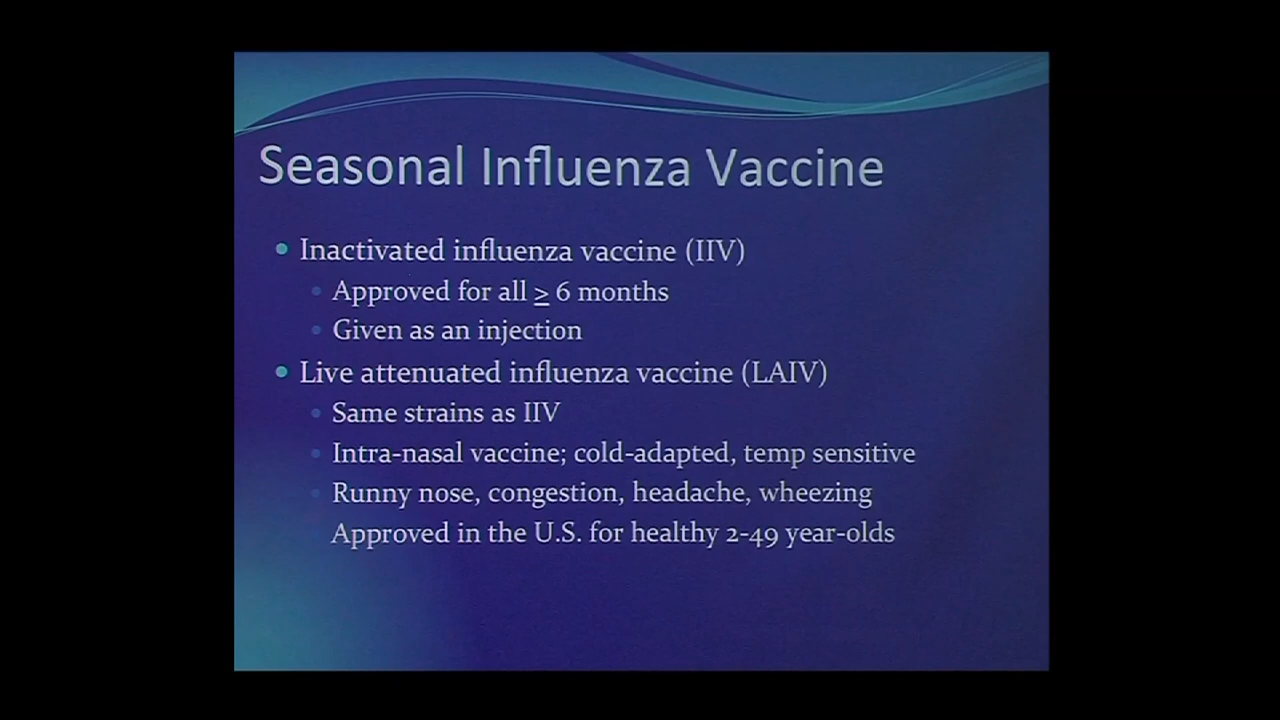 Seasonal Influenza Vaccine
Inactivated influenza vaccine (IIV)
Approved for all ≥ 6 months
Given as an injection
Live attenuated influenza vaccine (LAIV)
Same strains as IIV
Intra-nasal vaccine; cold-adapted, temp sensitive
Runny nose, congestion, headache, wheezing
Approved in the U.S. for healthy 2-49 year-olds